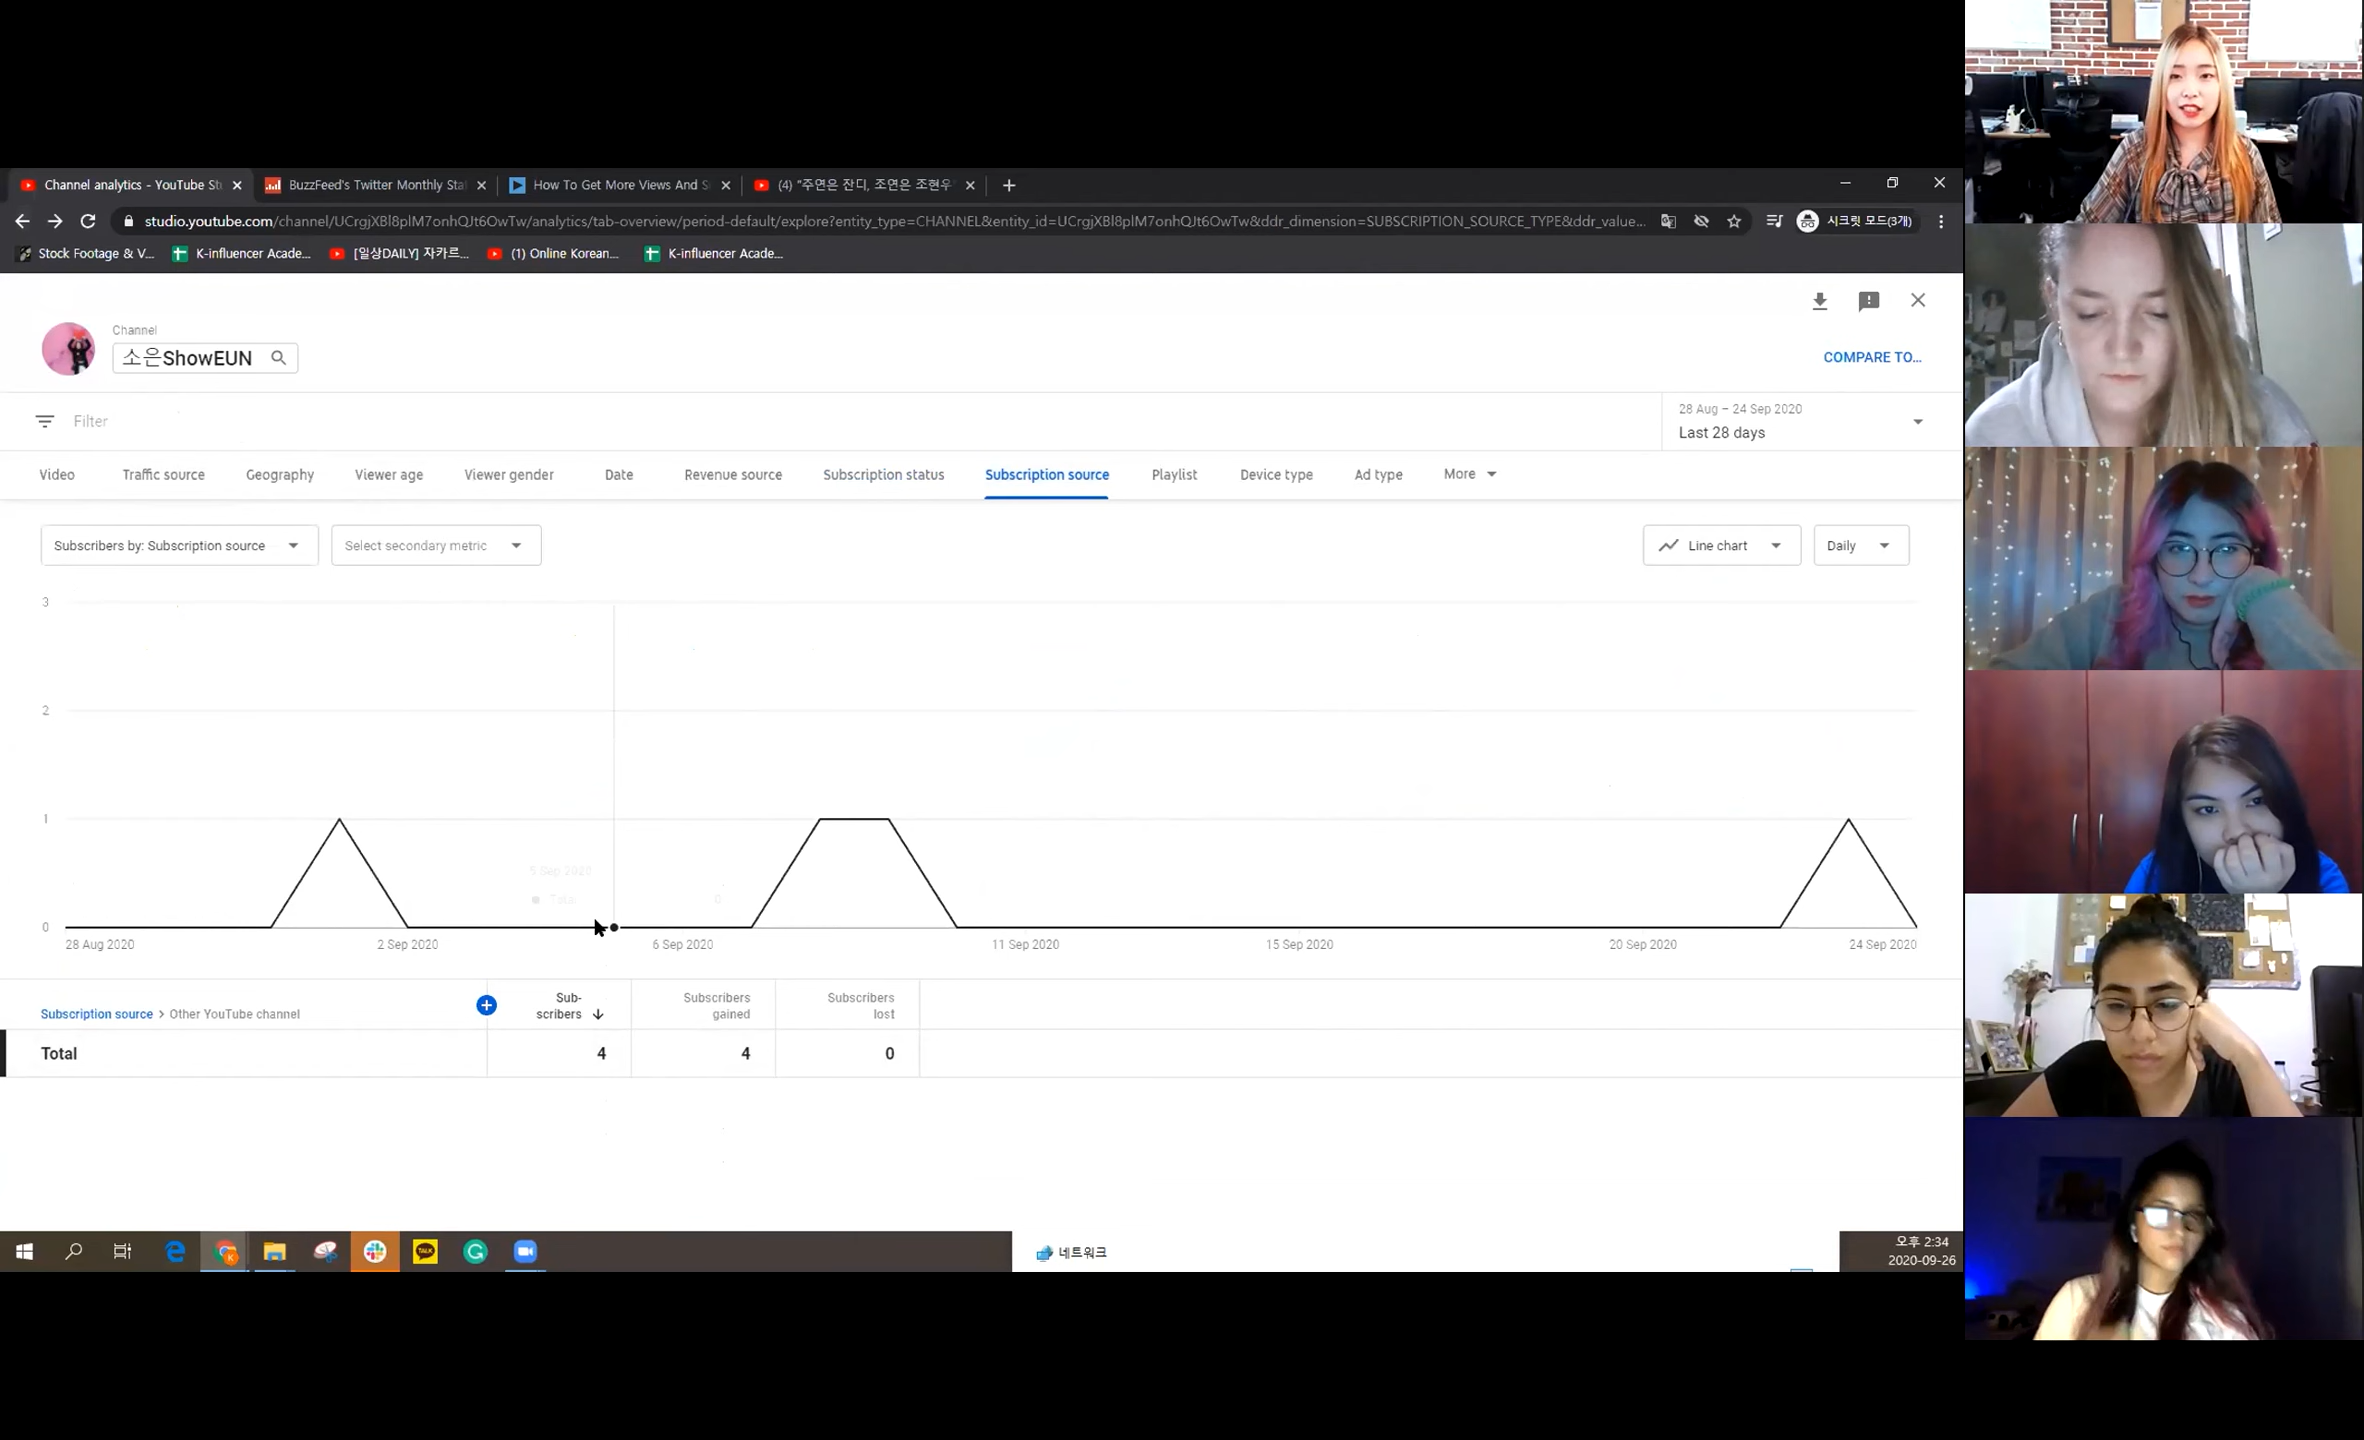 Channel analytics - YouTube St
BuzzFeed's Twitter Monthly Sta
How To Get More Views And S
(4) "주연은 잔디, 조연은 조현우"
studio.youtube.com/channel/UCrgjXBl8plM7onhQJt6OwTw/analytics/tab-overview/period-default/explore?entity_type=CHANNEL&entity_id=UCrgjXBl8plM7onhQJt6OwTw&ddr_dimension=SUBSCRIPTION_SOURCE_TYPE&ddr_value...
시크릿 모드(3개)
Stock Footage & V...
K-influencer Acade...
[일상DAILY] 자카르...
(1) Online Korean...
K-influencer Acade...
Channel
소은ShowEUN
COMPARE TO...
Filter
28 Aug – 24 Sep 2020
Last 28 days
Video
Traffic source
Geography
Viewer age
Viewer gender
Date
Revenue source
Subscription status
Subscription source
Playlist
Device type
Ad type
More
Subscribers by: Subscription source
Select secondary metric
Line chart
Daily
3
2
1
5 Sep 2020
Total
0
0
28 Aug 2020
2 Sep 2020
6 Sep 2020
11 Sep 2020
15 Sep 2020
20 Sep 2020
24 Sep 2020
Subscription source > Other YouTube channel
Sub-
scribers
Subscribers
gained
Subscribers
lost
Total
4
4
0
TALK
네트워크
오후 2:34
2020-09-26